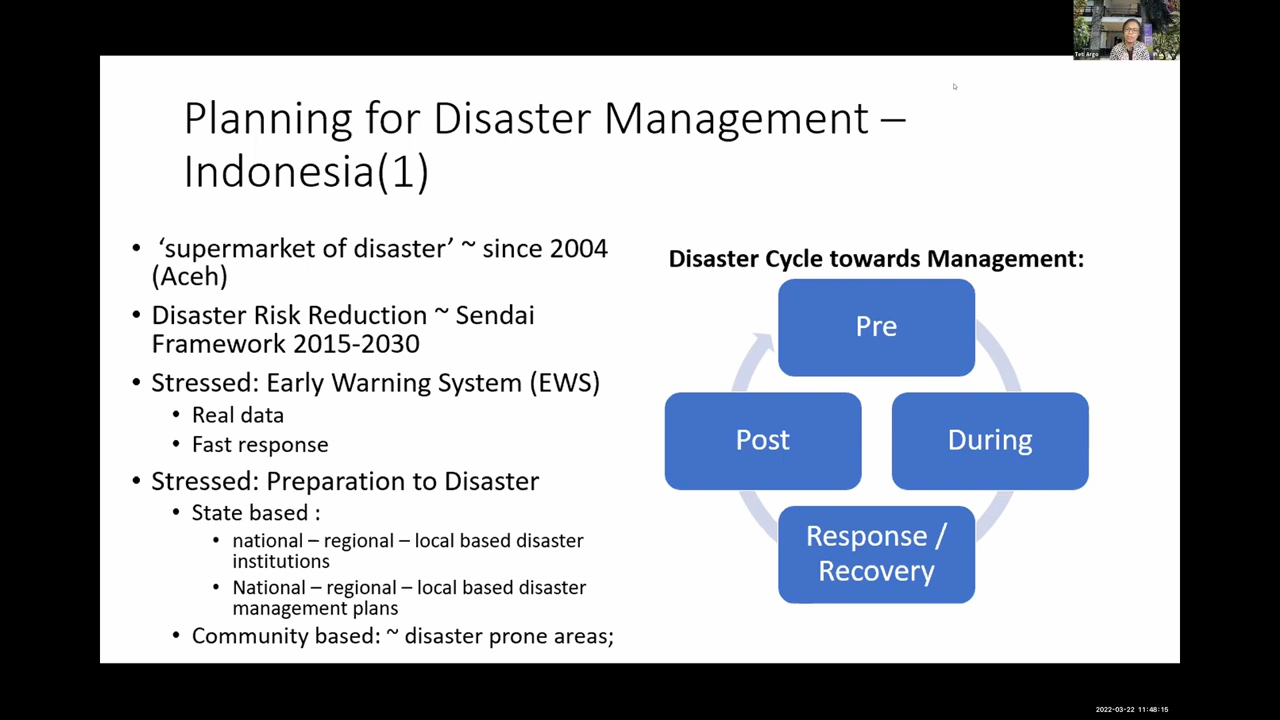 Teti Argo
Planning for Disaster Management –
Indonesia(1)
• ‘supermarket of disaster’ ~ since 2004
(Aceh)
• Disaster Risk Reduction ~ Sendai
Framework 2015-2030
• Stressed: Early Warning System (EWS)
• Real data
• Fast response
• Stressed: Preparation to Disaster
• State based :
• national – regional – local based disaster
institutions
• National – regional – local based disaster
management plans
• Community based: ~ disaster prone areas;
Disaster Cycle towards Management:
Pre
During
Response /
Recovery
Post
2022-03-22 11:48:15